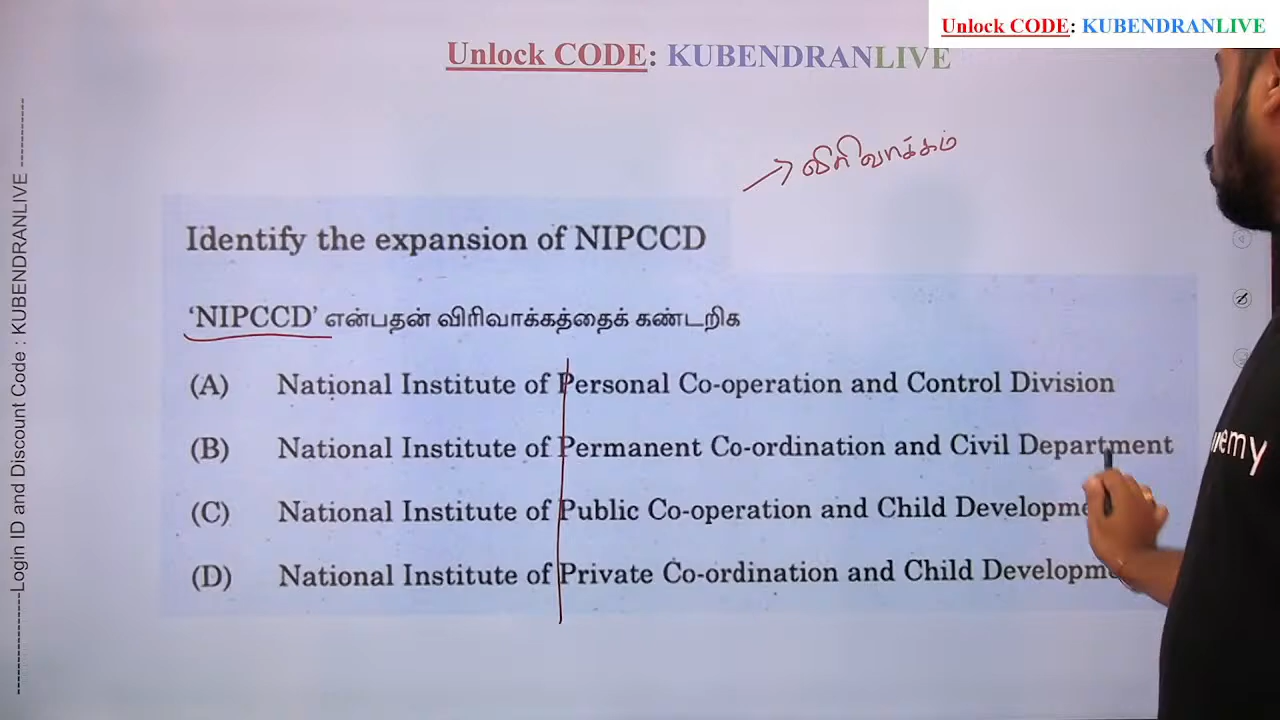 Unlock CODE: KUBENDRANLIVE
Unlock CODE: KUBENDRANLIVE
→ விரிவாக்கம்
Identify the expansion of NIPCCD
‘NIPCCD’ என்பதன் விரிவாக்கத்தைக் கண்டறிக
(A) National Institute of Personal Co-operation and Control Division
(B) National Institute of Permanent Co-ordination and Civil Department
(C) National Institute of Public Co-operation and Child Developme
(D) National Institute of Private Co-ordination and Child Developm
----------Login ID and Discount Code : KUBENDRANLIVE ----------
emy